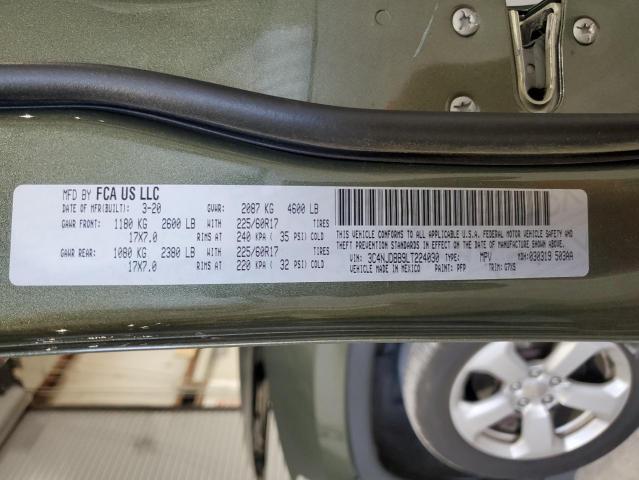 MFD BY FCA US LLC
DATE OF MFR(BUILT): 3-20 GVWR: 2087 KG 4600 LB
GAWR FRONT: 1180 KG 2600 LB WITH 225/60R17 TIRES
17X7.0 RIMS AT 240 KPA ( 35 PSI) COLD
GAWR REAR: 1080 KG 2380 LB WITH 225/60R17 TIRES
17X7.0 RIMS AT 220 KPA ( 32 PSI) COLD
THIS VEHICLE CONFORMS TO ALL APPLICABLE U.S.A. FEDERAL MOTOR VEHICLE SAFETY AND
THEFT PREVENTION STANDARDS IN EFFECT ON THE DATE OF MANUFACTURE SHOWN ABOVE.
VIN: 3C4NJDBB9LT224030 TYPE: MPV MDH:030319 503AA
VEHICLE MADE IN MEXICO PAINT: PFP TRIM: G7XS